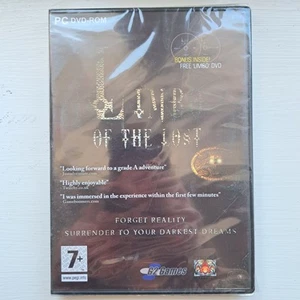 PC DVD-ROM
BONUS INSIDE!
FREE LIMBO DVD
OF THE LOST
"Looking forward to a grade A adventure"
"Highly enjoyable"
"I was immersed in the experience within the first few minutes"
FORGET REALITY
SURRENDER TO YOUR DARKEST DREAMS
7+
www.pegi.info
G2 Games